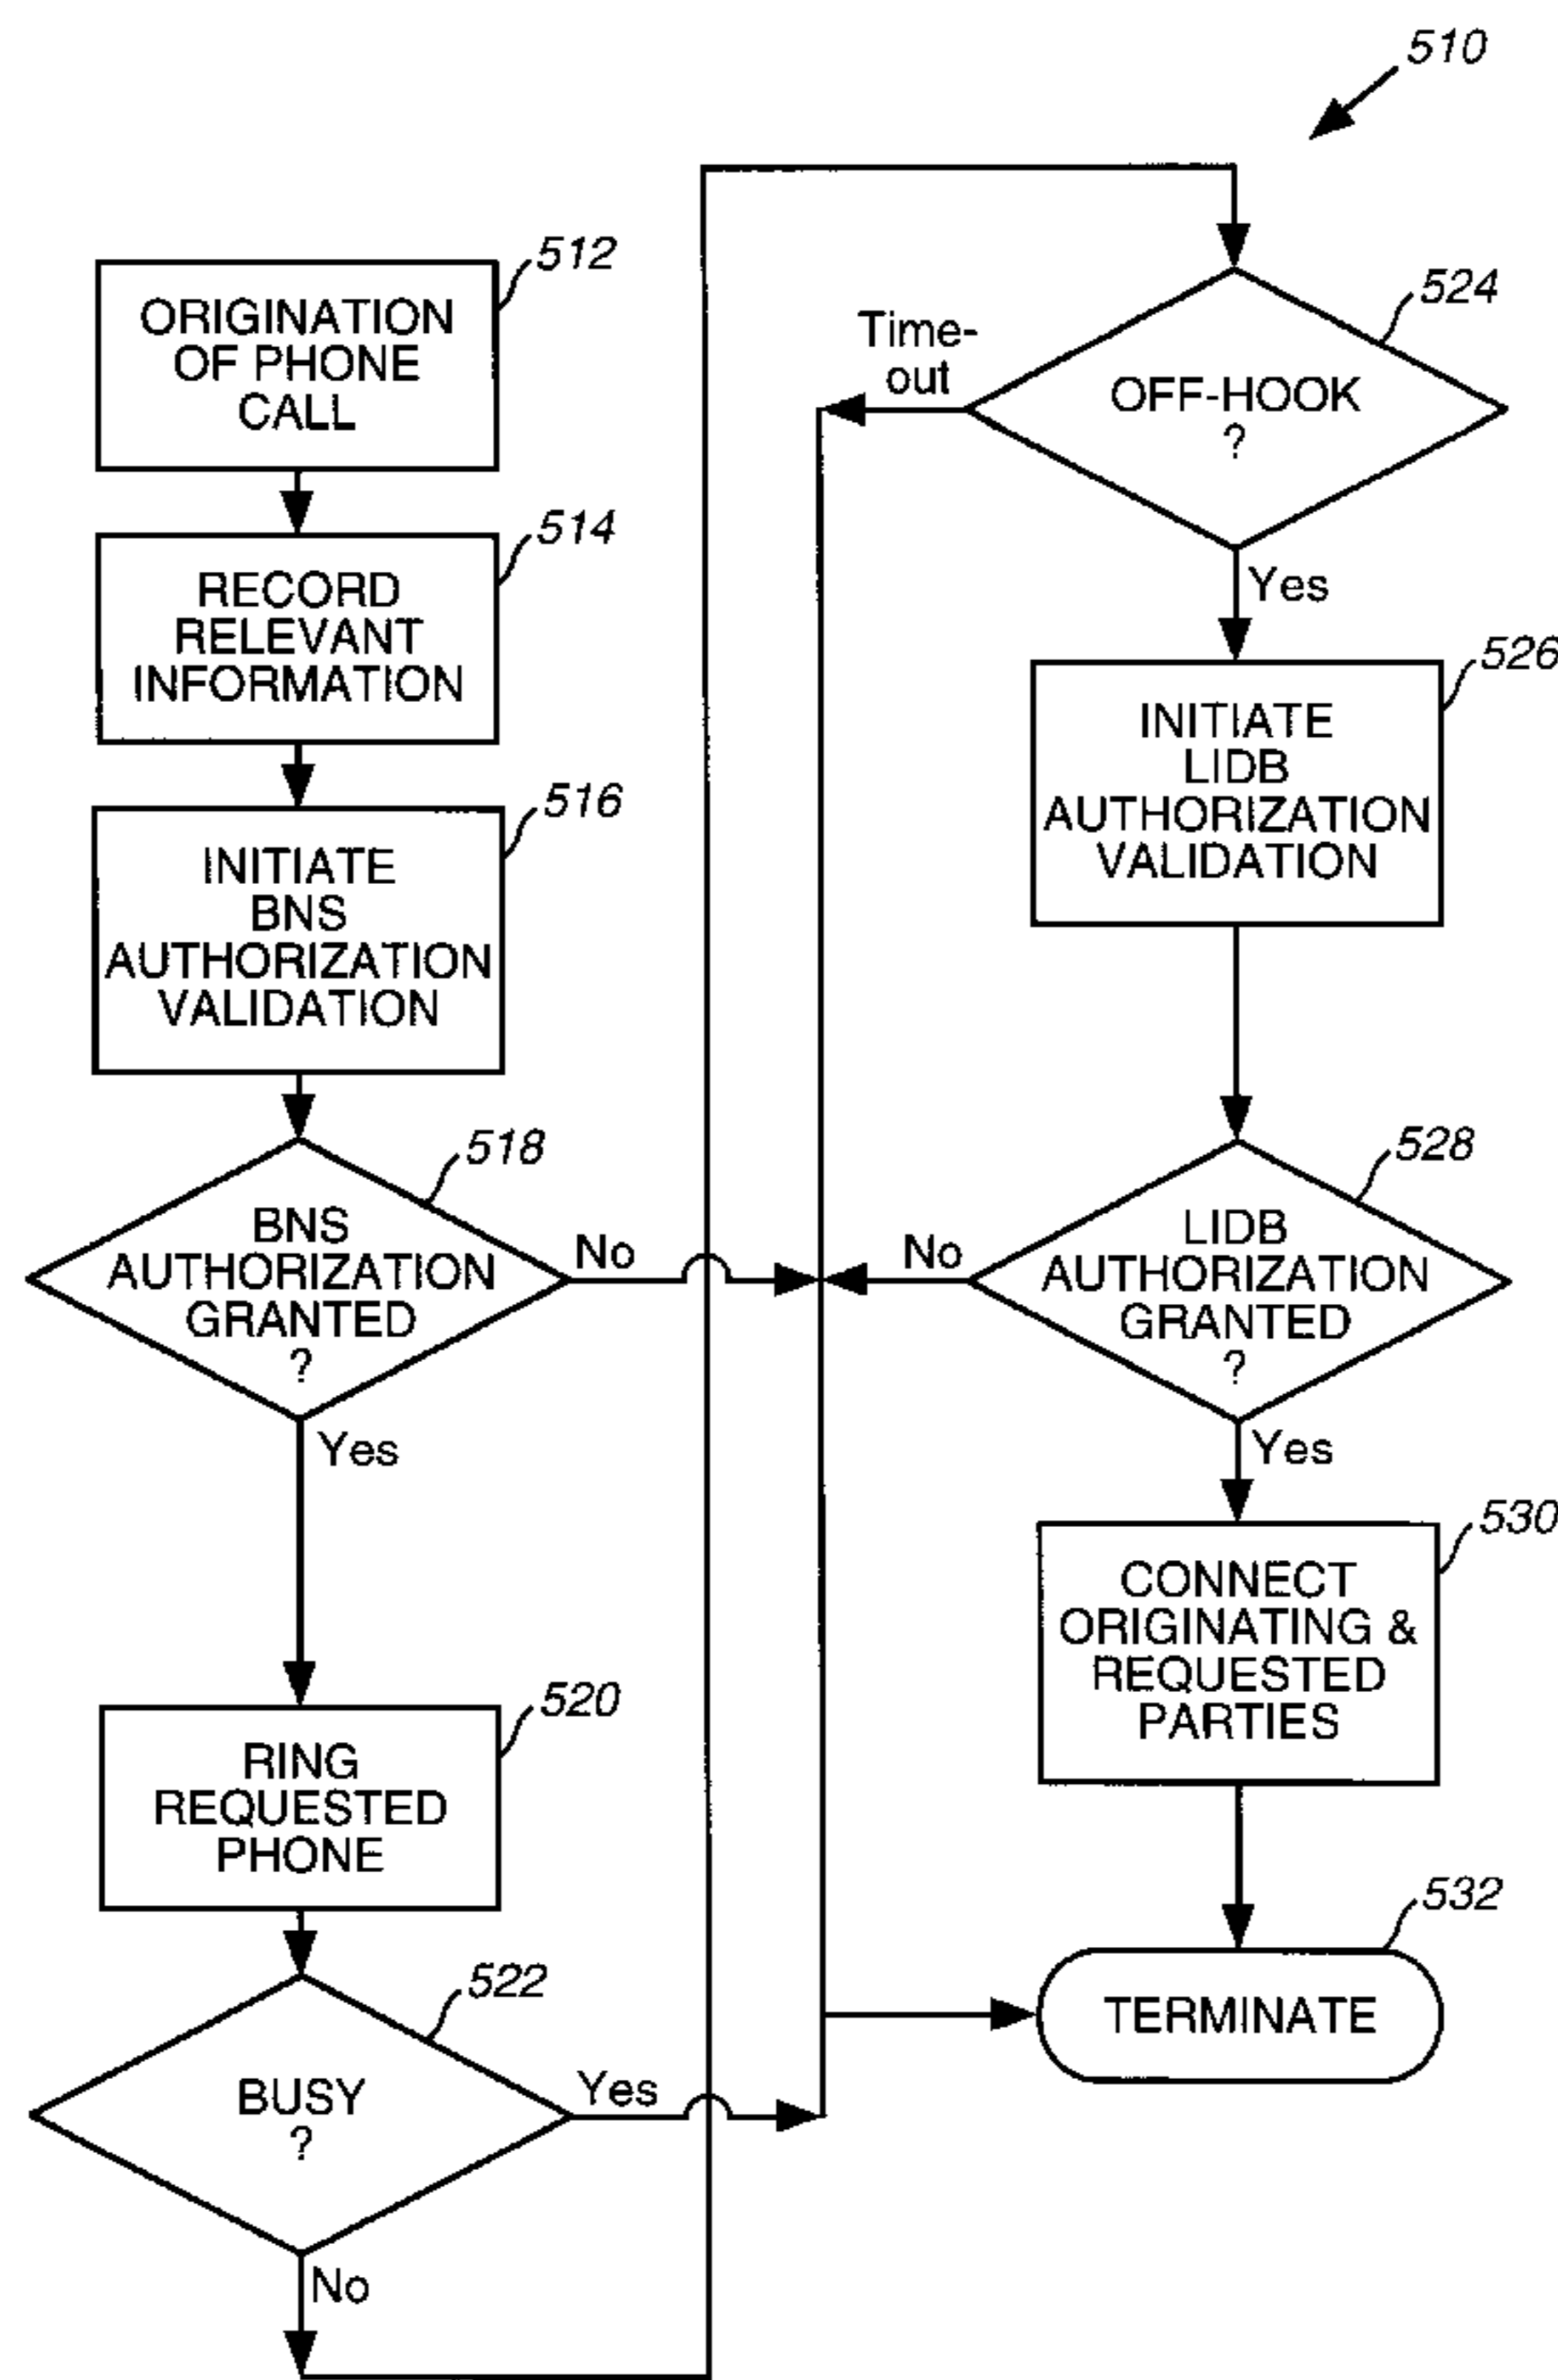 510
512
ORIGINATION
OF PHONE
CALL
514
RECORD
RELEVANT
INFORMATION
516
INITIATE
BNS
AUTHORIZATION
VALIDATION
518
BNS
AUTHORIZATION
GRANTED
?
No
Yes
520
RING
REQUESTED
PHONE
522
BUSY
?
Yes
No
524
Time-
out
OFF-HOOK
?
Yes
526
INITIATE
LIDB
AUTHORIZATION
VALIDATION
528
No
LIDB
AUTHORIZATION
GRANTED
?
Yes
530
CONNECT
ORIGINATING &
REQUESTED
PARTIES
532
TERMINATE